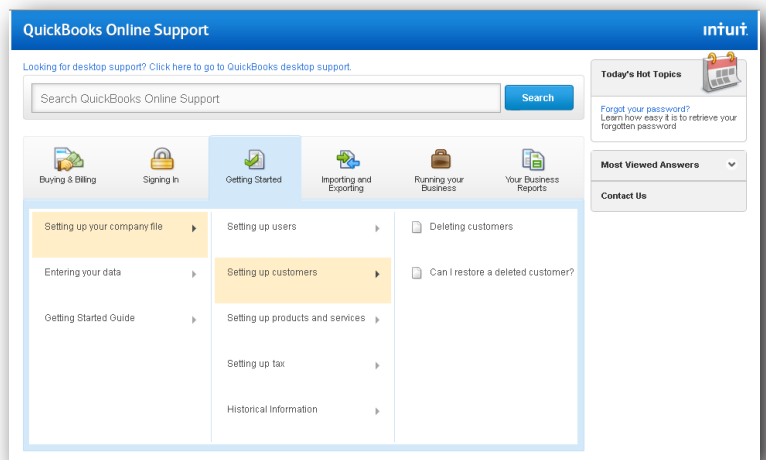 QuickBooks Online Support
intuit
Looking for desktop support? Click here to go to QuickBooks desktop support.
Search QuickBooks Online Support
Search
Buying & Billing
Signing In
Getting Started
Importing and
Exporting
Running your
Business
Your Business
Reports
Setting up your company file
Entering your data
Getting Started Guide
Setting up users
Setting up customers
Setting up products and services
Setting up tax
Historical Information
Deleting customers
Can I restore a deleted customer?
Today's Hot Topics
Forgot your password?
Learn how easy it is to retrieve your
forgotten password
Most Viewed Answers
Contact Us